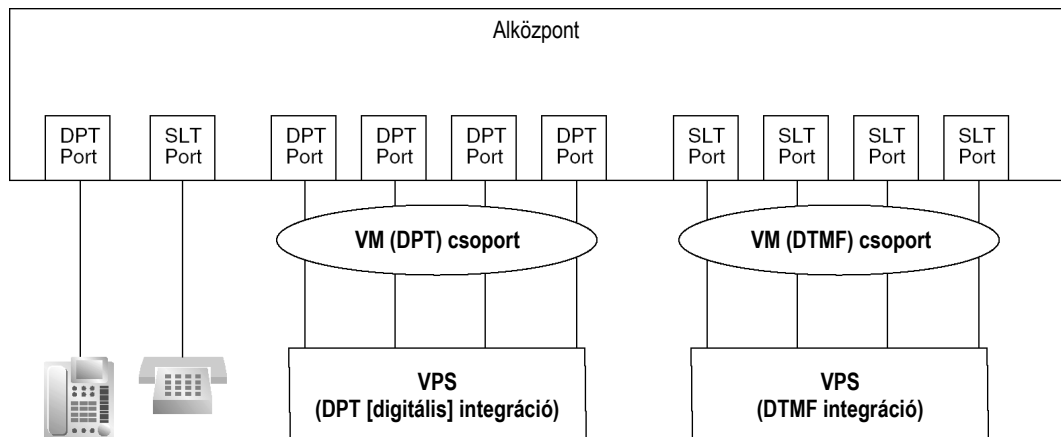 Alközpont
DPT Port
SLT Port
DPT Port
DPT Port
DPT Port
DPT Port
SLT Port
SLT Port
SLT Port
SLT Port
VM (DPT) csoport
VM (DTMF) csoport
VPS
(DPT [digitális] integráció)
VPS
(DTMF integráció)